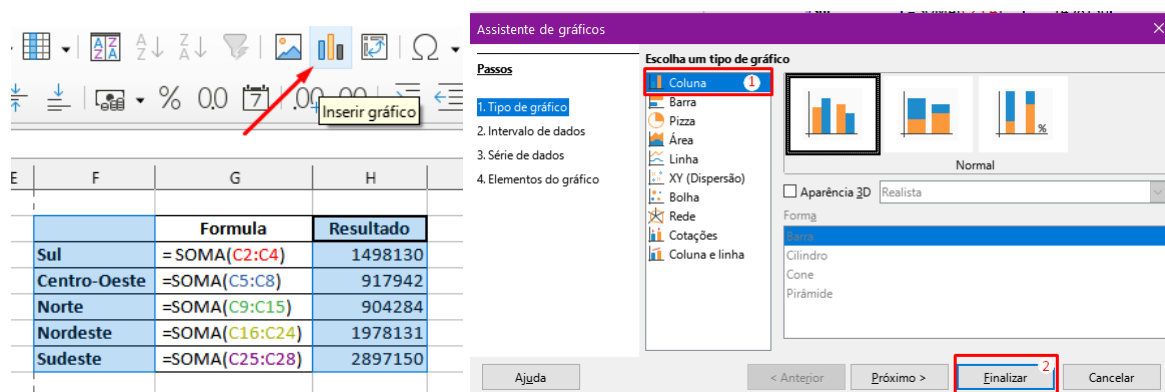 A Z
Z A
A
Z
Z
A
Ω
% 0,0 7 .00
Inserir gráfico
E F G H
Formula Resultado
Sul = SOMA(C2:C4) 1498130
Centro-Oeste =SOMA(C5:C8) 917942
Norte =SOMA(C9:C15) 904284
Nordeste =SOMA(C16:C24) 1978131
Sudeste =SOMA(C25:C28) 2897150
Assistente de gráficos
Passos
1. Tipo de gráfico
2. Intervalo de dados
3. Série de dados
4. Elementos do gráfico
Escolha um tipo de gráfico
Coluna 1
Barra
Pizza
Área
Linha
XY (Dispersão)
Bolha
Rede
Cotações
Coluna e linha
%
Normal
Aparência 3D Realista
Forma
Barra
Cilindro
Cone
Pirâmide
2
Ajuda < Anterior Próximo > Finalizar Cancelar